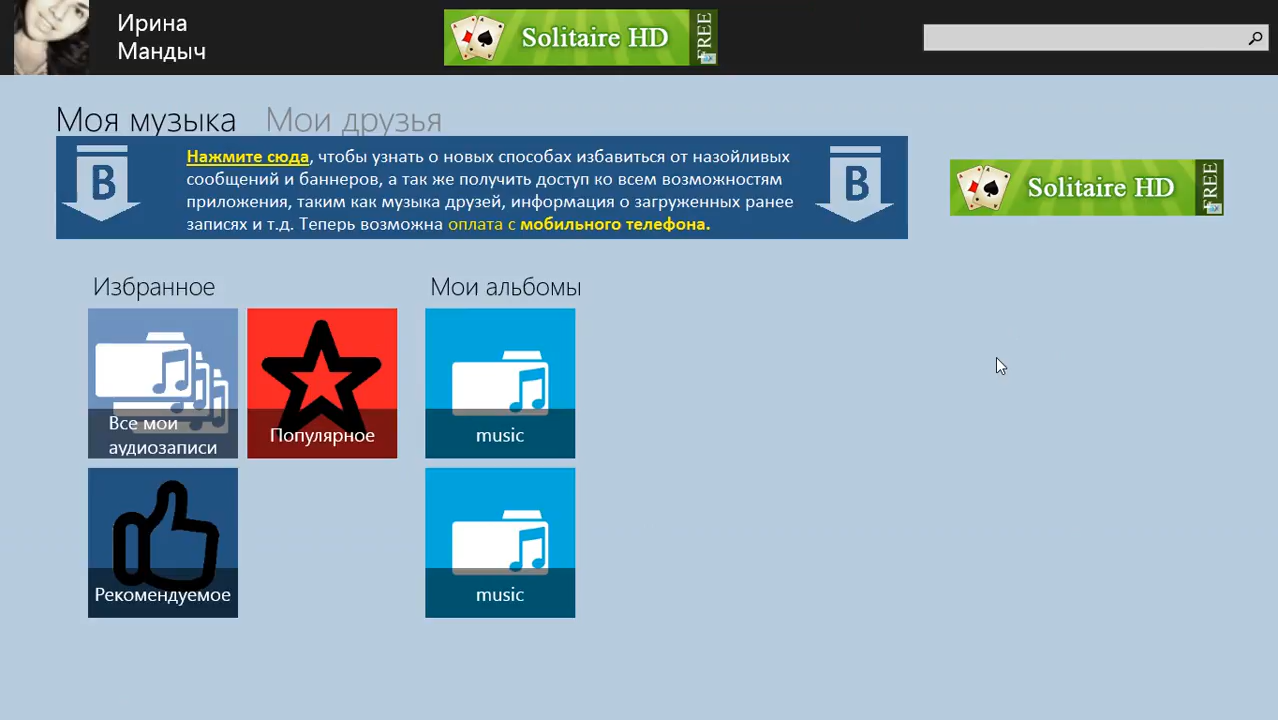 Ирина
Мандыч
Solitaire HD
FREE
Моя музыка
Мои друзья
Нажмите сюда, чтобы узнать о новых способах избавиться от назойливых
сообщений и баннеров, а так же получить доступ ко всем возможностям
приложения, таким как музыка друзей, информация о загруженных ранее
записях и т.д. Теперь возможна оплата с мобильного телефона.
В
В
Solitaire HD
FREE
Избранное
Мои альбомы
Все мои
аудиозаписи
Популярное
music
Рекомендуемое
music